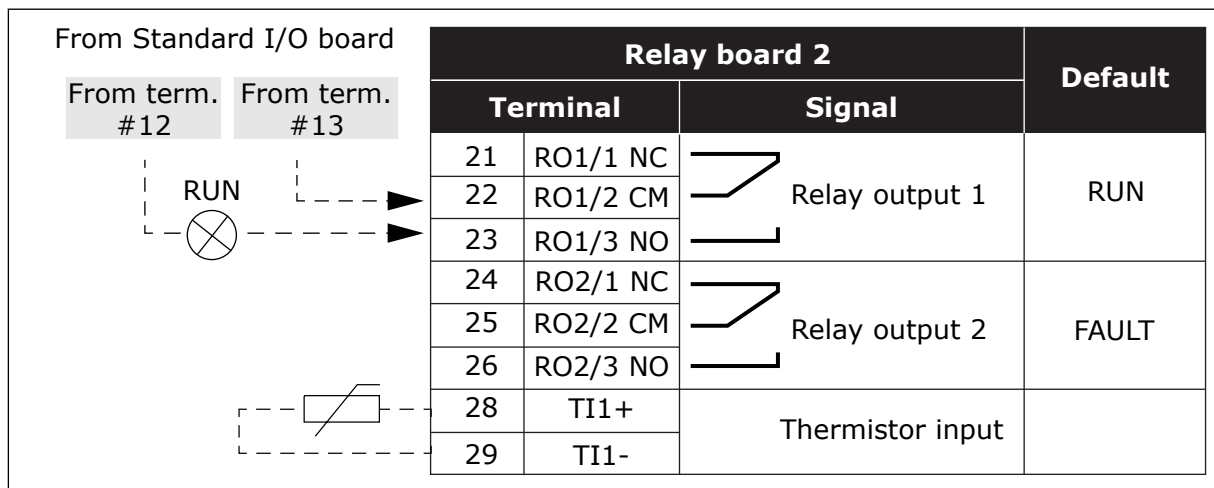 From Standard I/O board
From term. #12
From term. #13
RUN
Relay board 2
Default
Terminal
Signal
21 RO1/1 NC
22 RO1/2 CM Relay output 1 RUN
23 RO1/3 NO
24 RO2/1 NC
25 RO2/2 CM Relay output 2 FAULT
26 RO2/3 NO
28 TI1+
Thermistor input
29 TI1-